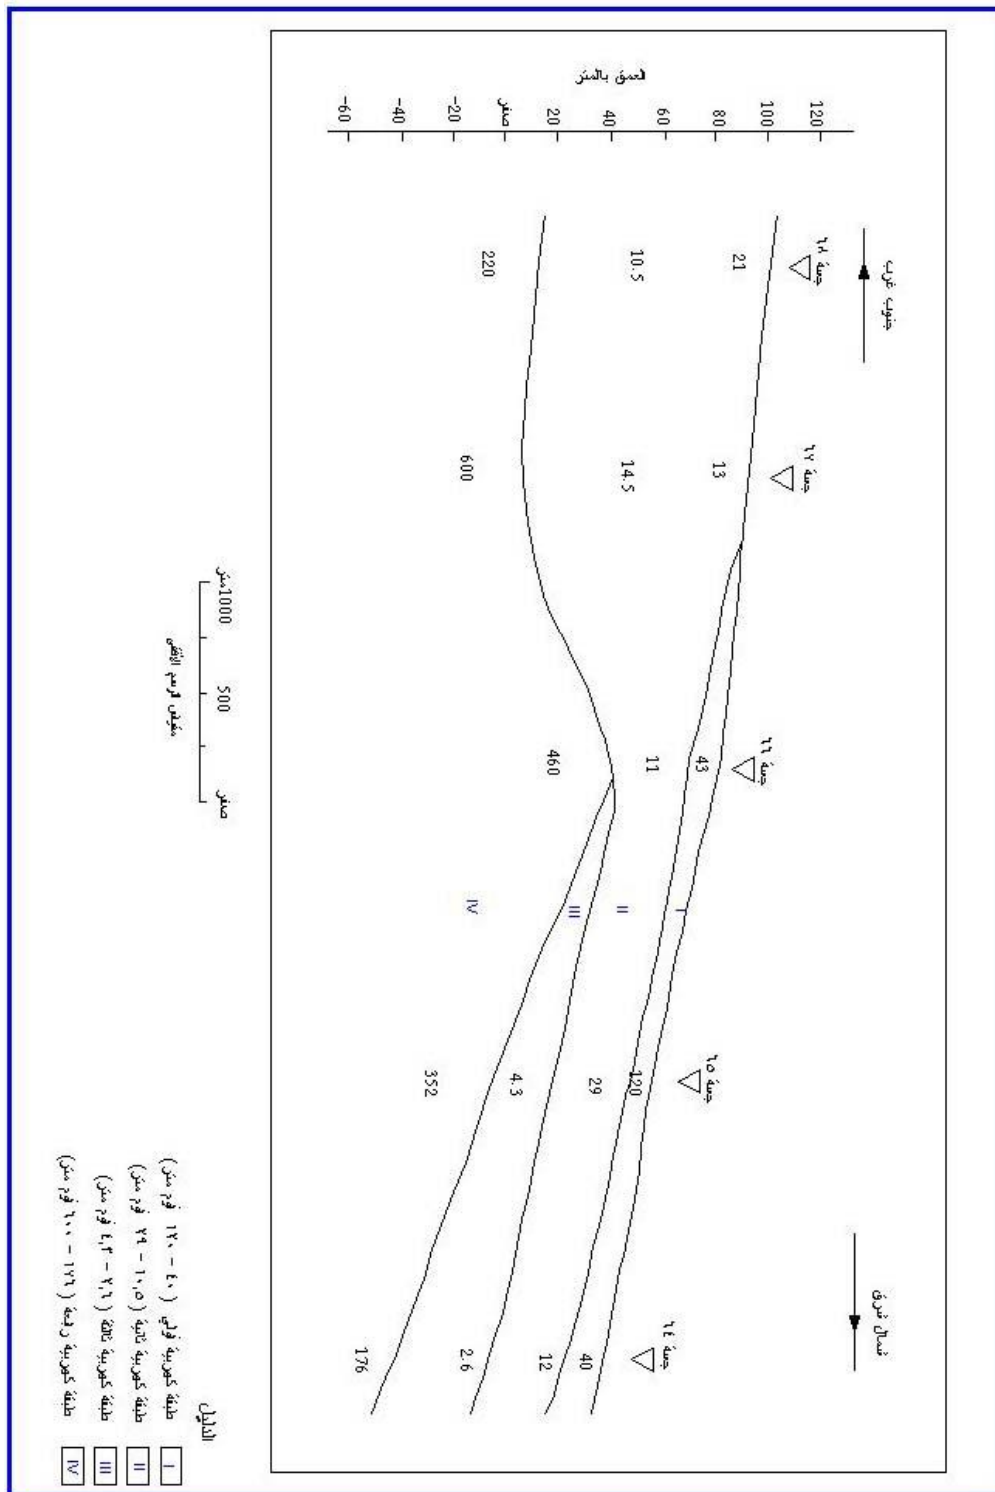 العمق بالمتر
120
100
80
60
40
20
صفر
-20
-40
-60
جنوب غرب
شمال شرق
جسة ٦٨
جسة ٦٧
جسة ٦٦
جسة ٦٥
جسة ٦٤
21
13
43
120
40
10.5
14.5
11
29
12
4.3
2.6
220
600
460
352
176
I
II
III
IV
1000متر
500
صفر
مقياس الرسم الأفقى
الدليل
I طبقة كهربية أولي (٤٠ - ١٢٠ أوم متر)
II طبقة كهربية ثانية (١٠,٥ - ٢٩ أوم متر)
III طبقة كهربية ثالثة (٢,٦ - ٤,٣ أوم متر)
IV طبقة كهربية رابعة (١٧٦ - ٦٠٠ أوم متر)